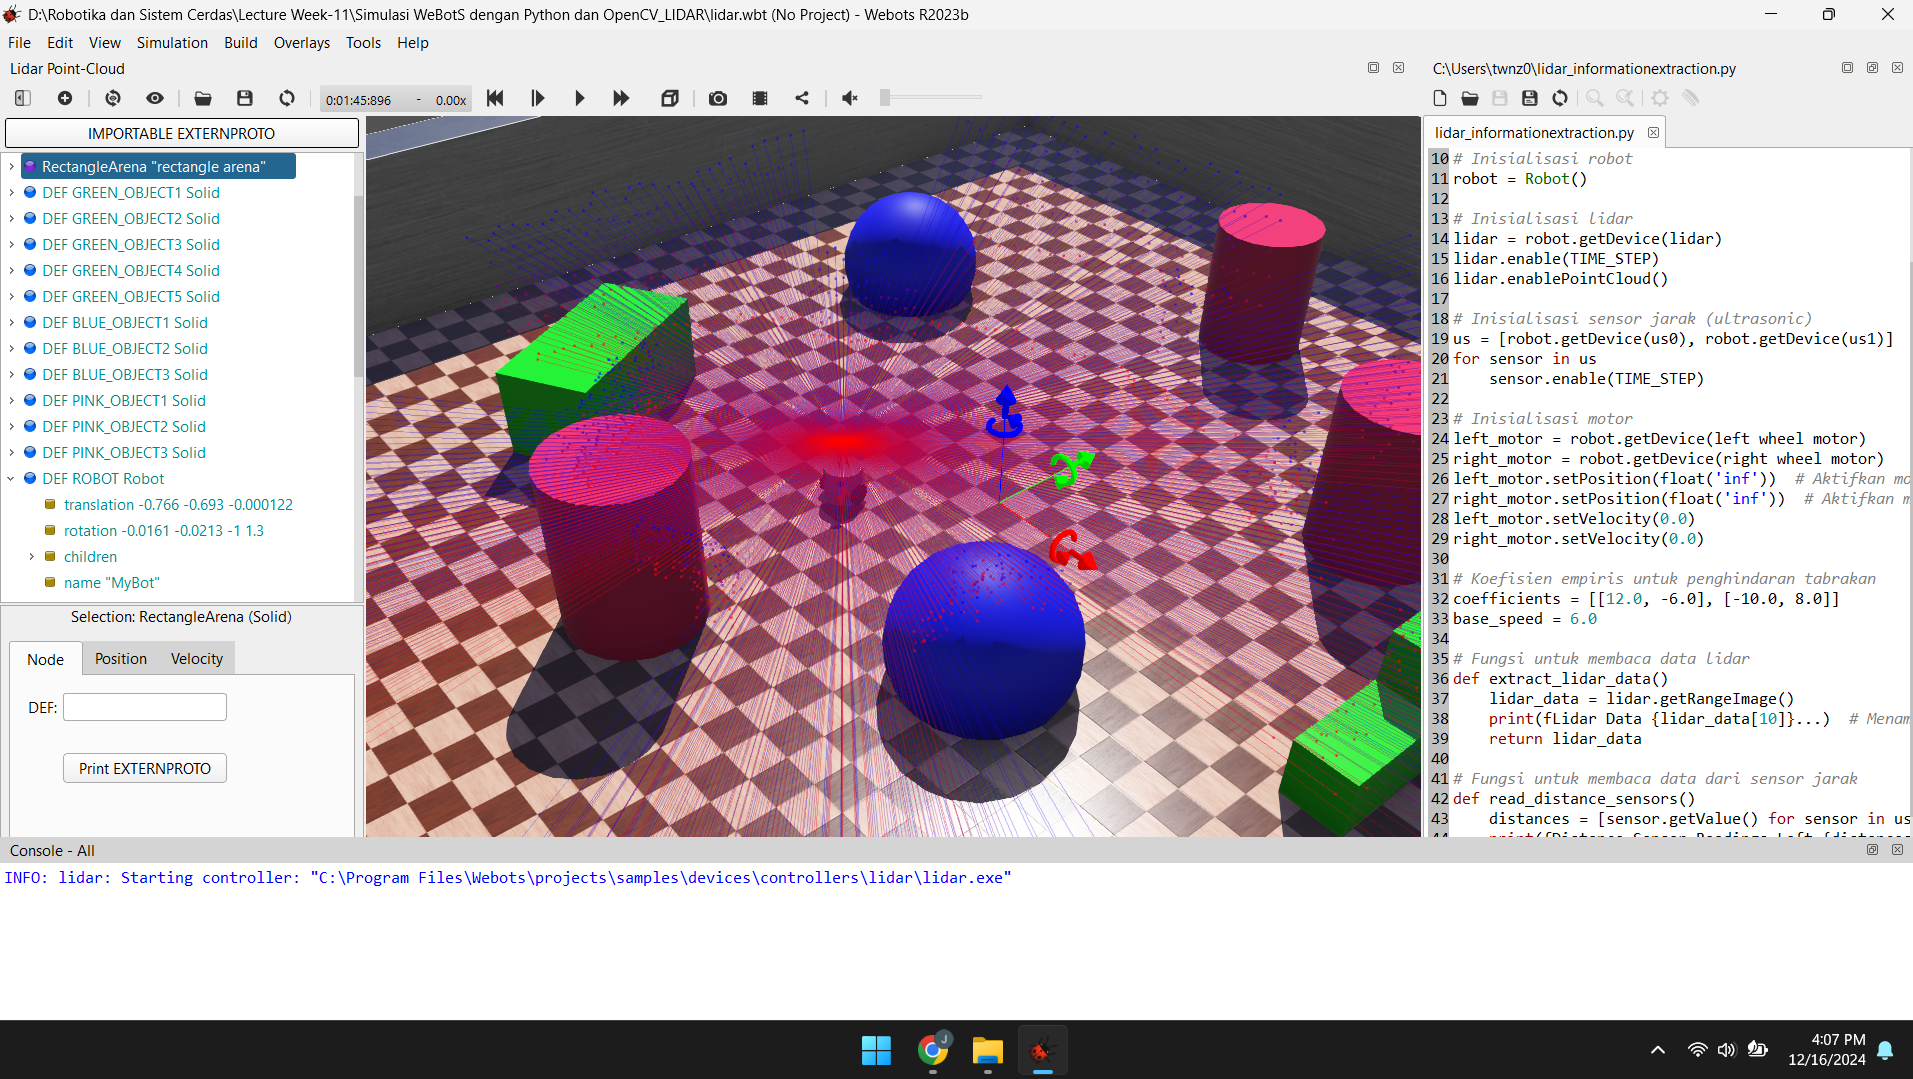 D:\Robotika dan Sistem Cerdas\Lecture Week-11\Simulasi WeBotS dengan Python dan OpenCV_LIDAR\lidar.wbt (No Project) - Webots R2023b
File Edit View Simulation Build Overlays Tools Help
Lidar Point-Cloud
0:01:45:896 - 0.00x
IMPORTABLE EXTERNPROTO
RectangleArena "rectangle arena"
DEF GREEN_OBJECT1 Solid
DEF GREEN_OBJECT2 Solid
DEF GREEN_OBJECT3 Solid
DEF GREEN_OBJECT4 Solid
DEF GREEN_OBJECT5 Solid
DEF BLUE_OBJECT1 Solid
DEF BLUE_OBJECT2 Solid
DEF BLUE_OBJECT3 Solid
DEF PINK_OBJECT1 Solid
DEF PINK_OBJECT2 Solid
DEF PINK_OBJECT3 Solid
DEF ROBOT Robot
translation -0.766 -0.693 -0.000122
rotation -0.0161 -0.0213 -1 1.3
children
name "MyBot"
Selection: RectangleArena (Solid)
Node Position Velocity
DEF:
Print EXTERNPROTO
C:\Users\twnz0\lidar_informationextraction.py
lidar_informationextraction.py
10 # Inisialisasi robot
11 robot = Robot()
12
13 # Inisialisasi lidar
14 lidar = robot.getDevice(lidar)
15 lidar.enable(TIME_STEP)
16 lidar.enablePointCloud()
17
18 # Inisialisasi sensor jarak (ultrasonic)
19 us = [robot.getDevice(us0), robot.getDevice(us1)]
20 for sensor in us
21     sensor.enable(TIME_STEP)
22
23 # Inisialisasi motor
24 left_motor = robot.getDevice(left wheel motor)
25 right_motor = robot.getDevice(right wheel motor)
26 left_motor.setPosition(float('inf'))  # Aktifkan mo
27 right_motor.setPosition(float('inf'))  # Aktifkan m
28 left_motor.setVelocity(0.0)
29 right_motor.setVelocity(0.0)
30
31 # Koefisien empiris untuk penghindaran tabrakan
32 coefficients = [[12.0, -6.0], [-10.0, 8.0]]
33 base_speed = 6.0
34
35 # Fungsi untuk membaca data lidar
36 def extract_lidar_data()
37     lidar_data = lidar.getRangeImage()
38     print(fLidar Data {lidar_data[10]}...)  # Menam
39     return lidar_data
40
41 # Fungsi untuk membaca data dari sensor jarak
42 def read_distance_sensors()
43     distances = [sensor.getValue() for sensor in us
Console - All
INFO: lidar: Starting controller: "C:\Program Files\Webots\projects\samples\devices\controllers\lidar\lidar.exe"
J
4:07 PM
12/16/2024